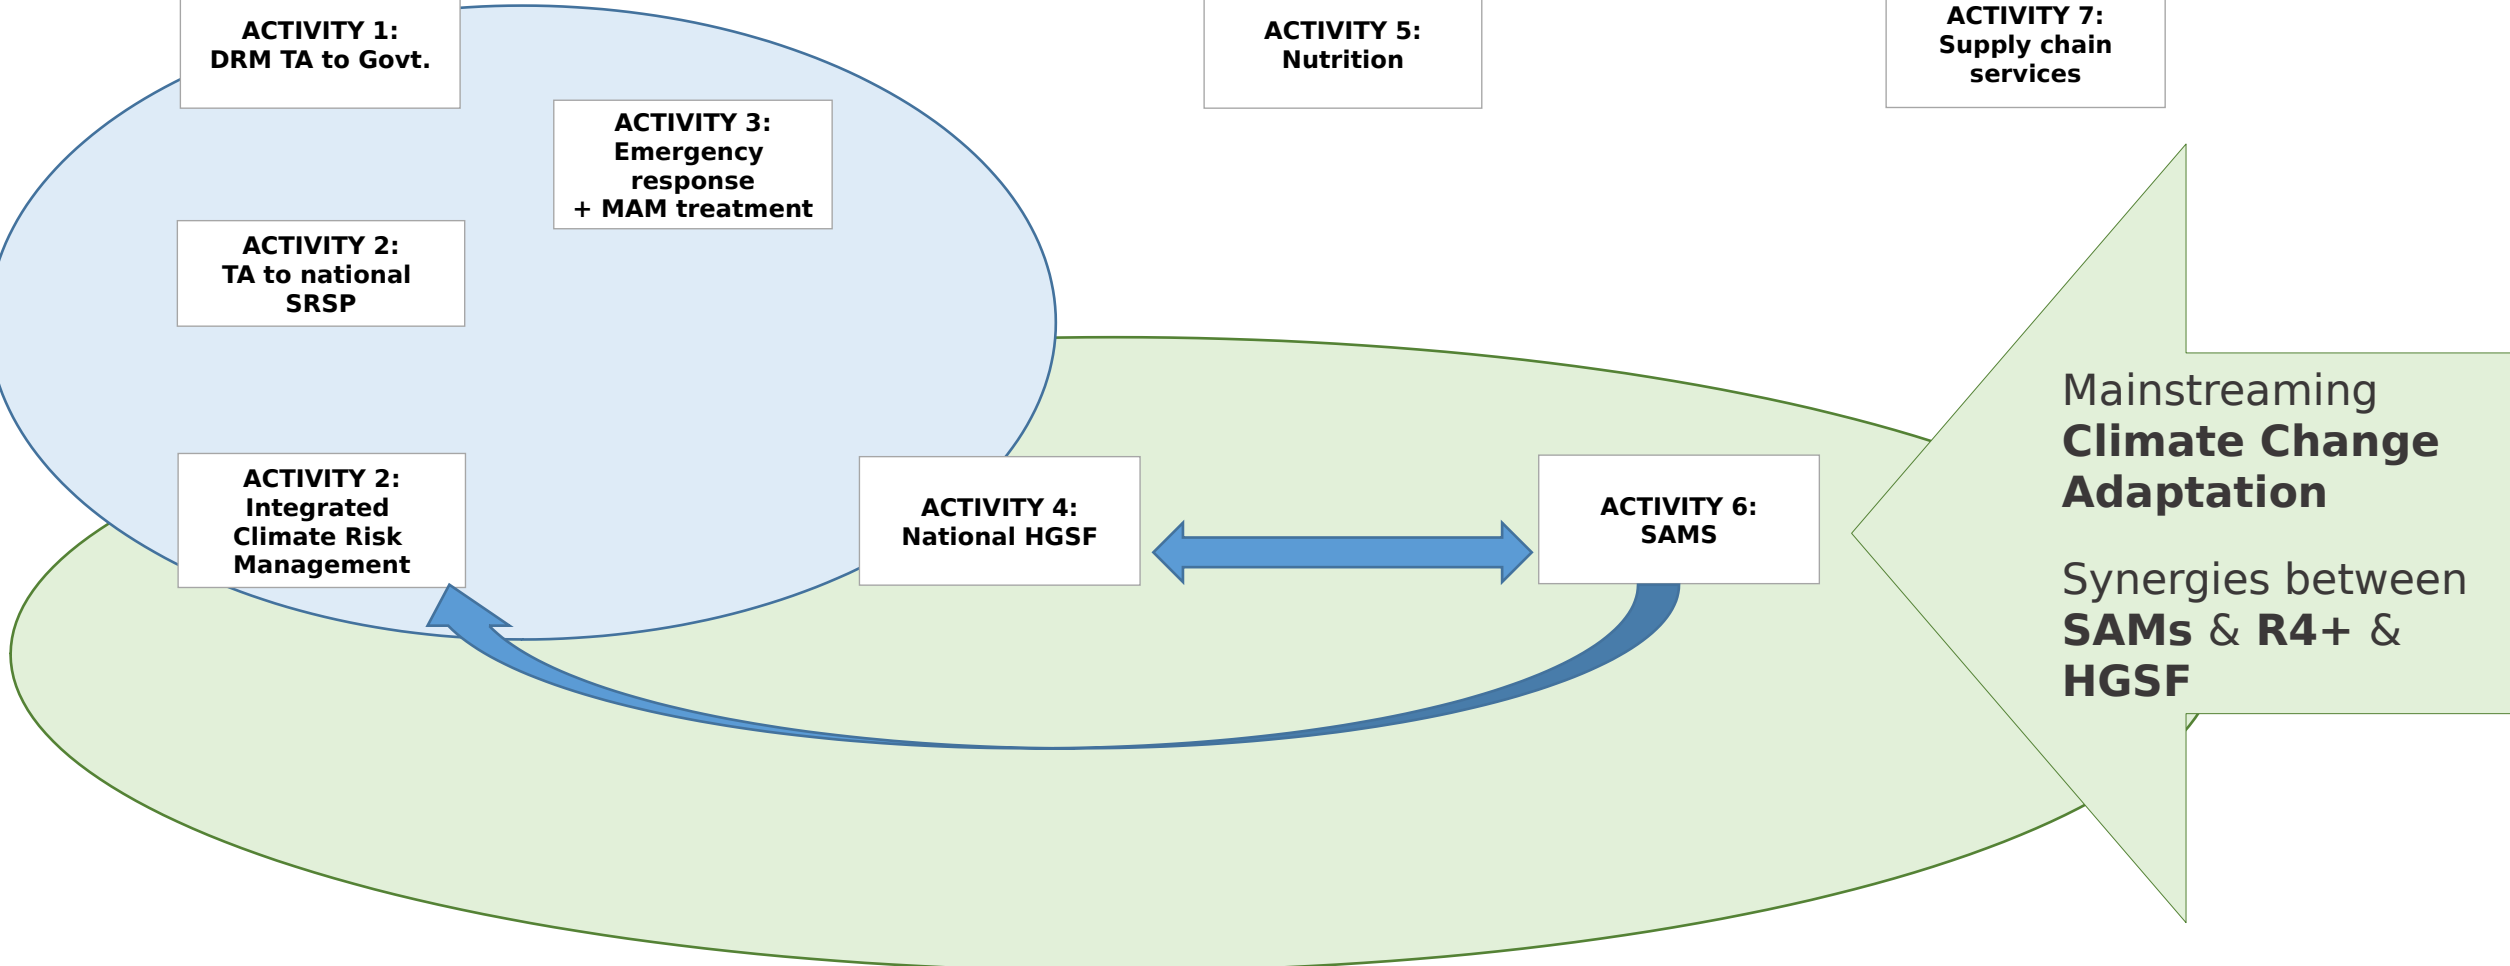 ACTIVITY 1:
DRM TA to Govt.
ACTIVITY 5:
Nutrition
ACTIVITY 7:
Supply chain
services
ACTIVITY 3:
Emergency
response
+ MAM treatment
ACTIVITY 2:
TA to national
SRSP
ACTIVITY 2:
Integrated
Climate Risk
Management
ACTIVITY 4:
National HGSF
ACTIVITY 6:
SAMS
Mainstreaming
Climate Change
Adaptation
Synergies between
SAMs & R4+ &
HGSF